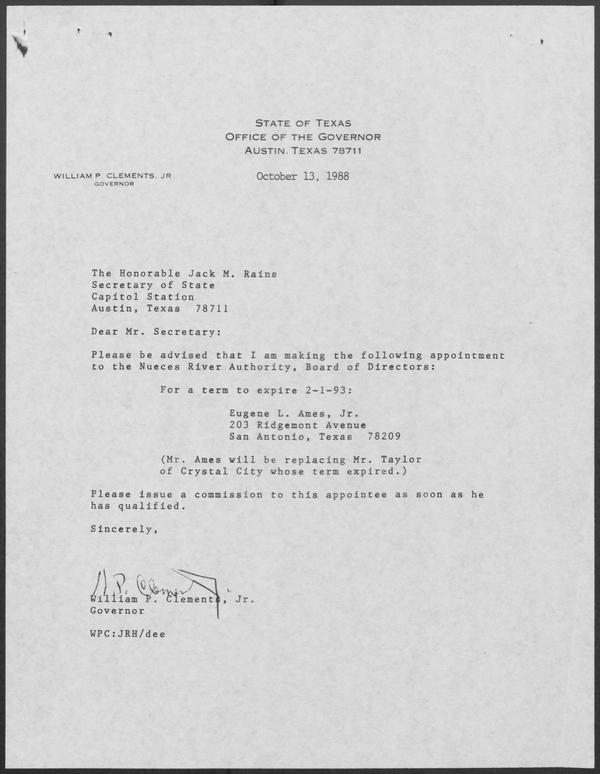 STATE OF TEXAS
OFFICE OF THE GOVERNOR
AUSTIN, TEXAS 78711
WILLIAM P. CLEMENTS, JR
GOVERNOR
October 13, 1988
The Honorable Jack M. Rains
Secretary of State
Capitol Station
Austin, Texas 78711
Dear Mr. Secretary:
Please be advised that I am making the following appointment
to the Nueces River Authority, Board of Directors:
For a term to expire 2-1-93:
Eugene L. Ames, Jr.
203 Ridgemont Avenue
San Antonio, Texas 78209
(Mr. Ames will be replacing Mr. Taylor
of Crystal City whose term expired.)
Please issue a commission to this appointee as soon as he
has qualified.
Sincerely,
W. P. Clements, Jr.
William P. Clements, Jr.
Governor
WPC:JRH/dee